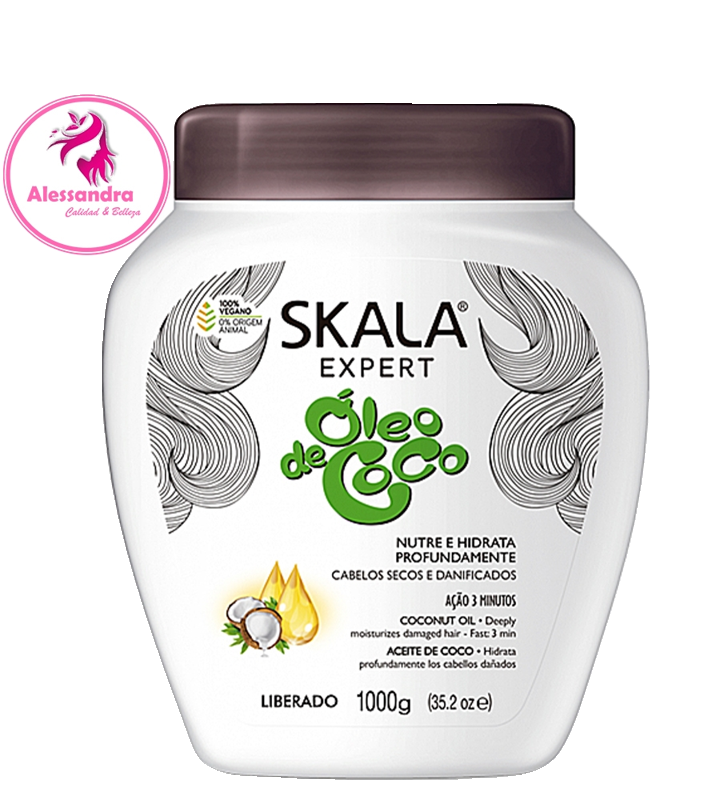 Alessandra
Calidad & Belleza
100%
VEGANO
0% ORIGEM
ANIMAL
SKALA®
EXPERT
Óleo
de Coco
NUTRE E HIDRATA
PROFUNDAMENTE
CABELOS SECOS E DANIFICADOS
AÇÃO 3 MINUTOS
COCONUT OIL • Deeply
moisturizes damaged hair - Fast: 3 min
ACEITE DE COCO • Hidrata
profundamente los cabellos dañados
LIBERADO 1000g (35.2 oz e)